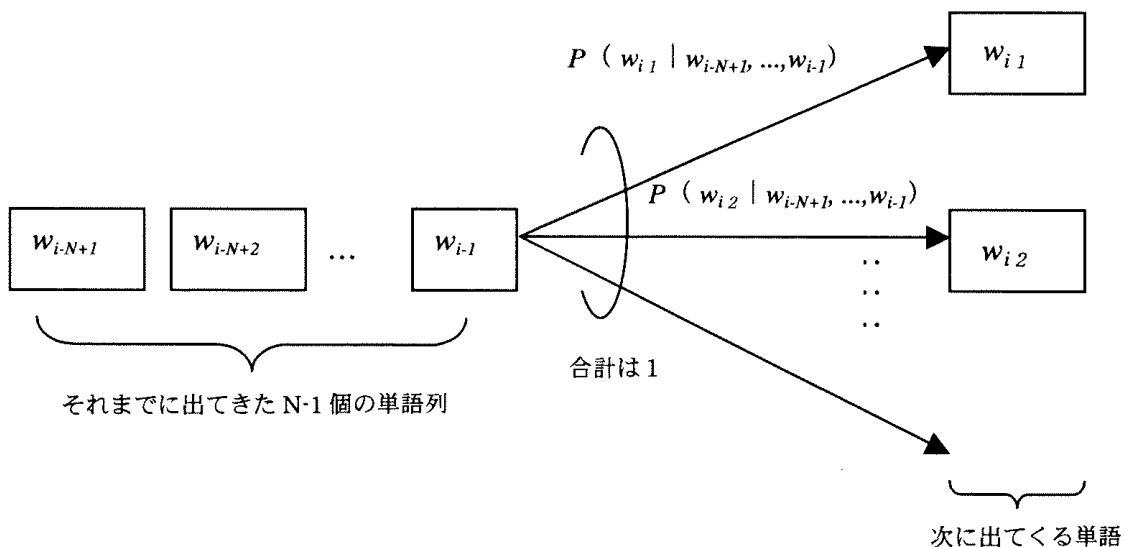 P ( w_{i 1} | w_{i-N+1}, ..., w_{i-1})
w_{i 1}
P ( w_{i 2} | w_{i-N+1}, ..., w_{i-1})
w_{i-N+1} w_{i-N+2} ... w_{i-1} w_{i 2}
合計は1
それまでに出てきた N-1 個の単語列
次に出てくる単語